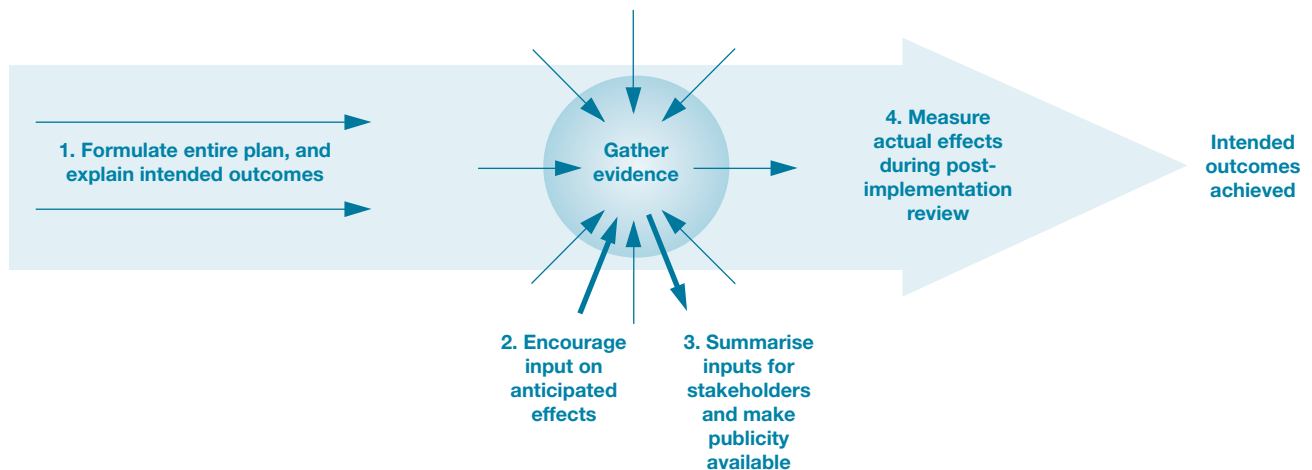 1. Formulate entire plan, and
explain intended outcomes
Gather
evidence
2. Encourage
input on
anticipated
effects
3. Summarise
inputs for
stakeholders
and make
publicity
available
4. Measure
actual effects
during post-
implementation
review
Intended
outcomes
achieved